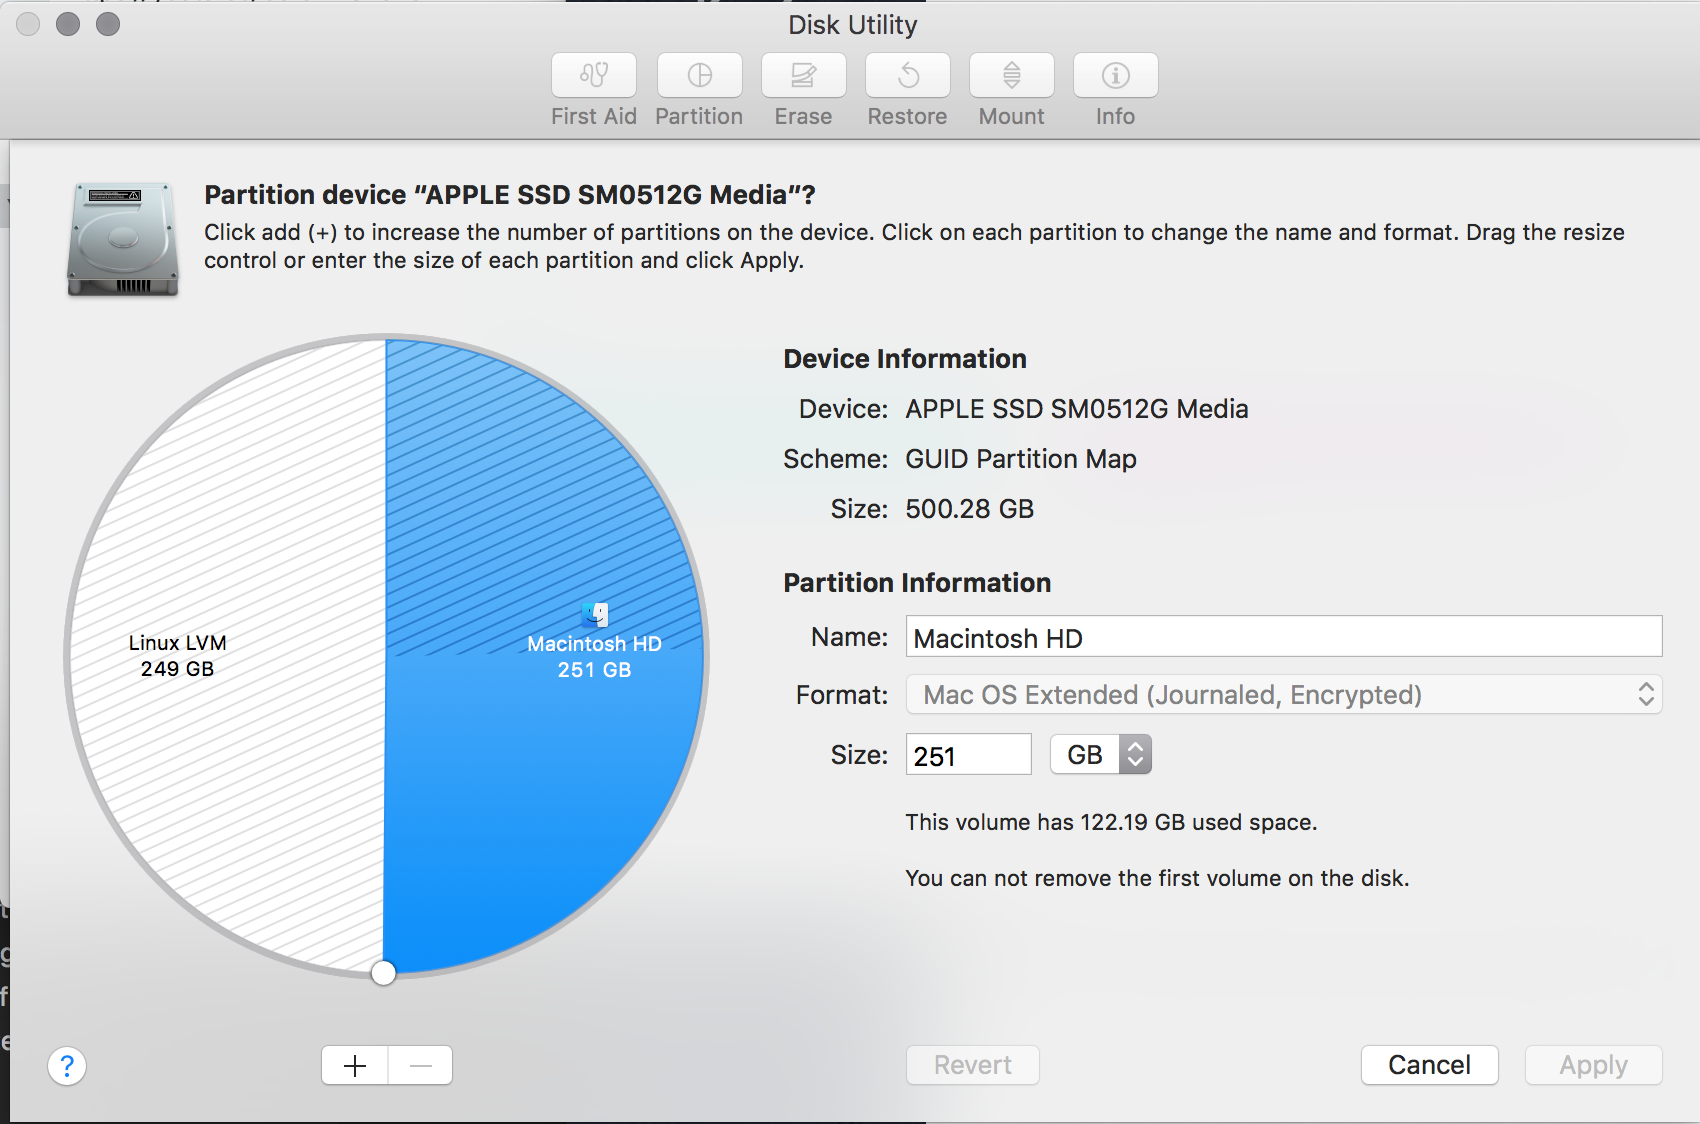 Disk Utility
First Aid
Partition
Erase
Restore
Mount
Info
Partition device “APPLE SSD SM0512G Media”?
Click add (+) to increase the number of partitions on the device. Click on each partition to change the name and format. Drag the resize
control or enter the size of each partition and click Apply.
Linux LVM
249 GB
Macintosh HD
251 GB
Device Information
Device: APPLE SSD SM0512G Media
Scheme: GUID Partition Map
Size: 500.28 GB
Partition Information
Name: Macintosh HD
Format: Mac OS Extended (Journaled, Encrypted)
Size: 251 GB
This volume has 122.19 GB used space.
You can not remove the first volume on the disk.
?
+ −
Revert
Cancel
Apply